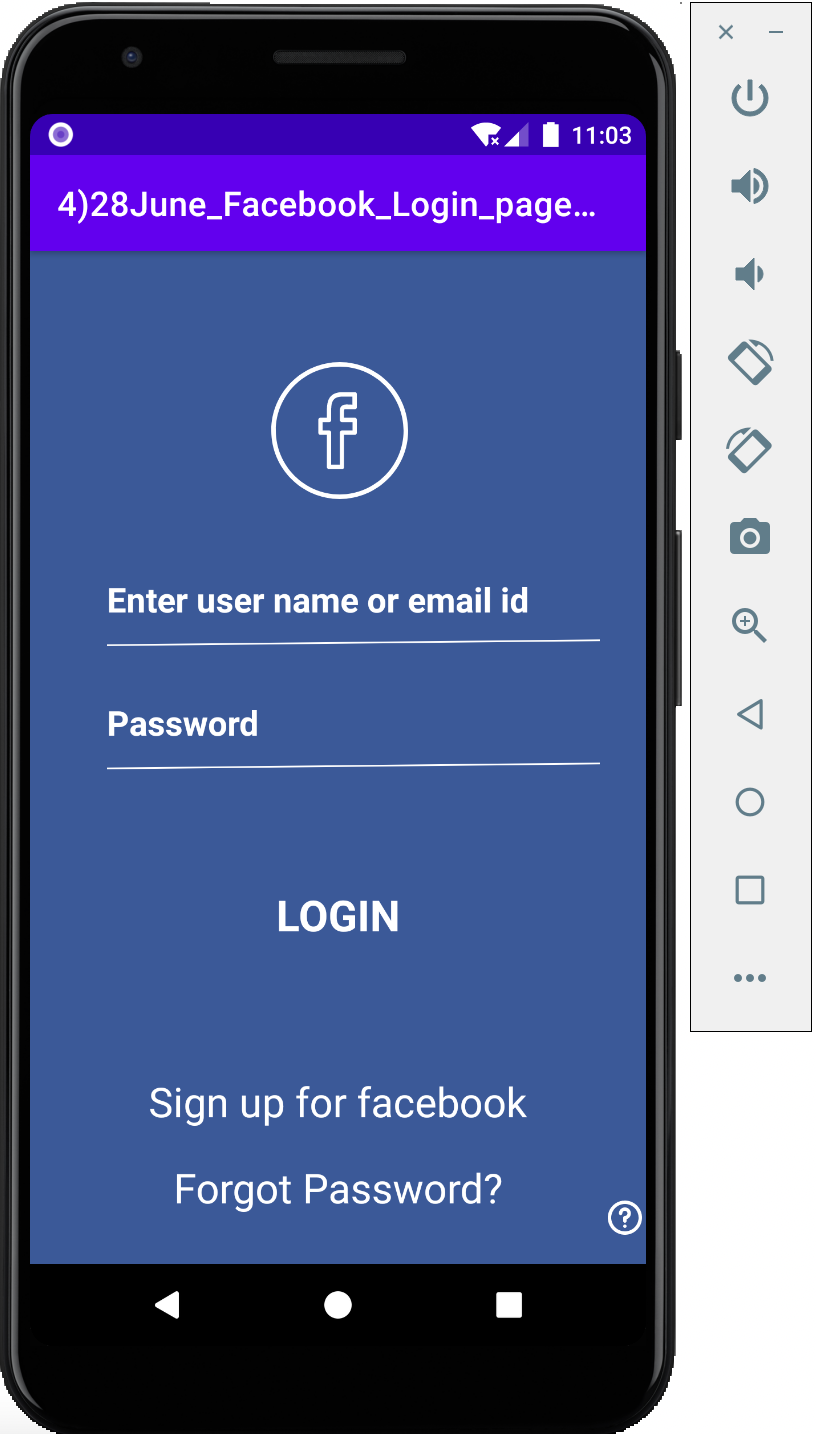 11:03
4)28June_Facebook_Login_page...
f
Enter user name or email id
Password
LOGIN
Sign up for facebook
Forgot Password?
?